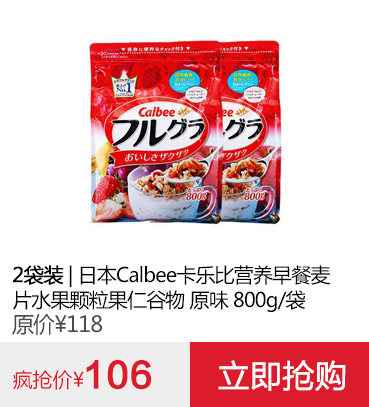 No.1
Calbee
フルグラ
おいしさザクザク
800g
2袋装 | 日本Calbee卡乐比营养早餐麦
片水果颗粒果仁谷物 原味 800g/袋
原价¥118
疯抢价¥106
立即抢购